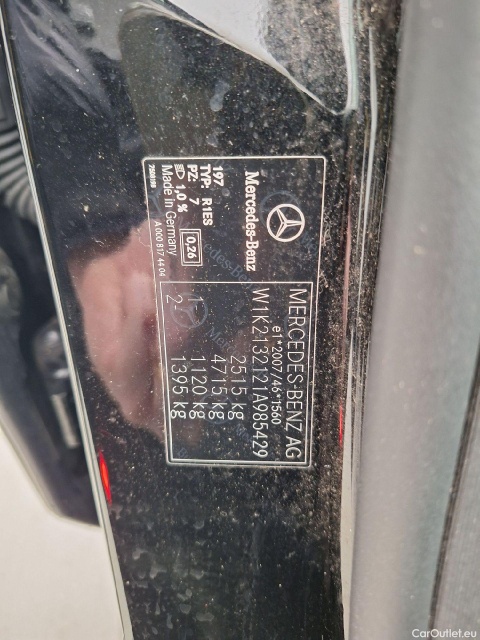 Mercedes-Benz
197
TYP: R1ES
PZ: 7
1,0 %
0,26
Made in Germany
A 000 817 44 04
MERCEDES-BENZ AG
e1*2007/46*1560
W1K2132121A985429
2515 kg
4715 kg
1- 1120 kg
2- 1395 kg
CarOutlet.eu